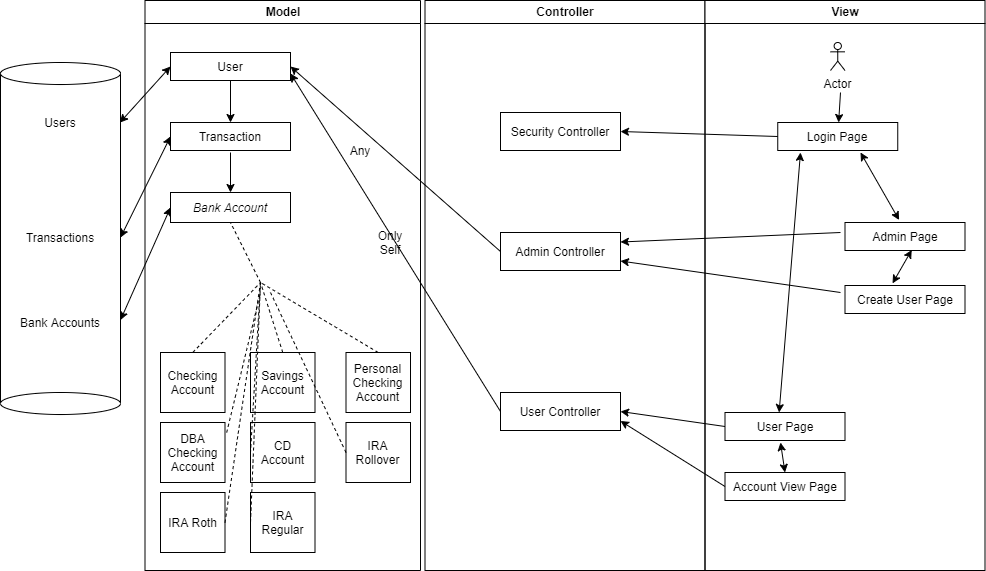 Model
Controller
View
User
Actor
Users
Transaction
Security Controller
Login Page
Any
Bank Account
Transactions
Only
Self
Admin Controller
Admin Page
Bank Accounts
Create User Page
Checking
Account
Savings
Account
Personal
Checking
Account
User Controller
User Page
DBA
Checking
Account
CD
Account
IRA
Rollover
Account View Page
IRA Roth
IRA
Regular